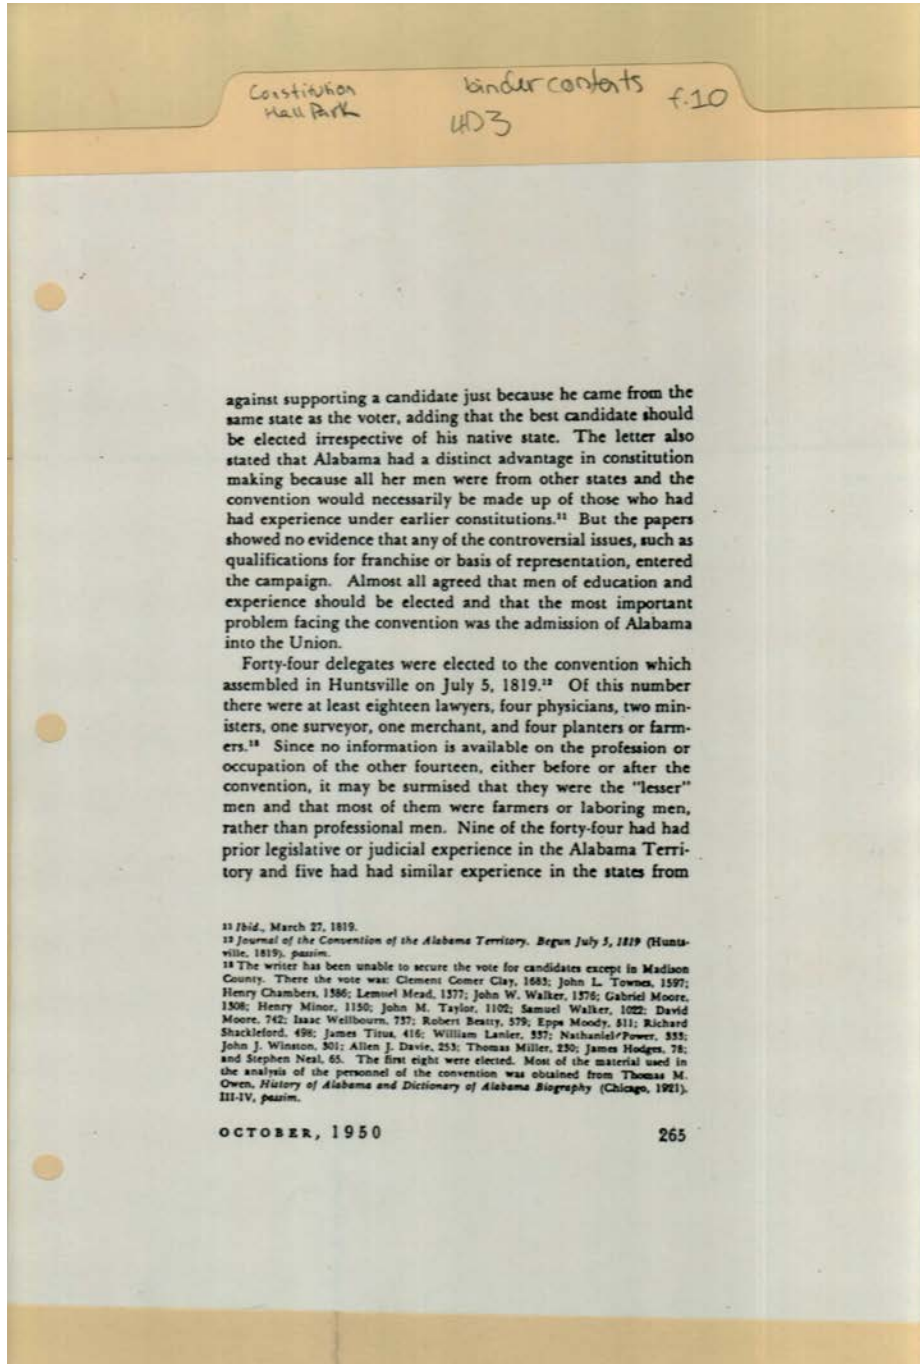 Constitution
Hall Park
binder contents
4D3
f.10
against supporting a candidate just because he came from the
same state as the voter, adding that the best candidate should
be elected irrespective of his native state. The letter also
stated that Alabama had a distinct advantage in constitution
making because all her men were from other states and the
convention would necessarily be made up of those who had
had experience under earlier constitutions.¹¹ But the papers
showed no evidence that any of the controversial issues, such as
qualifications for franchise or basis of representation, entered
the campaign. Almost all agreed that men of education and
experience should be elected and that the most important
problem facing the convention was the admission of Alabama
into the Union.
Forty-four delegates were elected to the convention which
assembled in Huntsville on July 5, 1819.¹² Of this number
there were at least eighteen lawyers, four physicians, two min-
isters, one surveyor, one merchant, and four planters or farm-
ers.¹³ Since no information is available on the profession or
occupation of the other fourteen, either before or after the
convention, it may be surmised that they were the "lesser"
men and that most of them were farmers or laboring men,
rather than professional men. Nine of the forty-four had had
prior legislative or judicial experience in the Alabama Terri-
tory and five had had similar experience in the states from
¹¹ Ibid., March 27, 1819.
¹² Journal of the Convention of the Alabama Territory. Begun July 5, 1819 (Hunts-
ville, 1819), passim.
¹³ The writer has been unable to secure the vote for candidates except in Madison
County. There the vote was: Clement Comer Clay, 1683; John L. Townes, 1597;
Henry Chambers, 1586; Lemuel Mead, 1377; John W. Walker, 1376; Gabriel Moore,
1308; Henry Minor, 1150; John M. Taylor, 1102; Samuel Walker, 1022; David
Moore, 742; Isaac Wellbourn, 737; Robert Beatty, 579; Epps Moody, 511; Richard
Shackleford, 498; James Titus, 416; William Lanier, 337; Nathaniel Power, 333;
John J. Winston, 301; Allen J. Davie, 253; Thomas Miller, 230; James Hodges, 78;
and Stephen Neal, 65. The first eight were elected. Most of the material used in
the analysis of the personnel of the convention was obtained from Thomas M.
Owen, History of Alabama and Dictionary of Alabama Biography (Chicago, 1921),
III-IV, passim.
OCTOBER, 1950
265